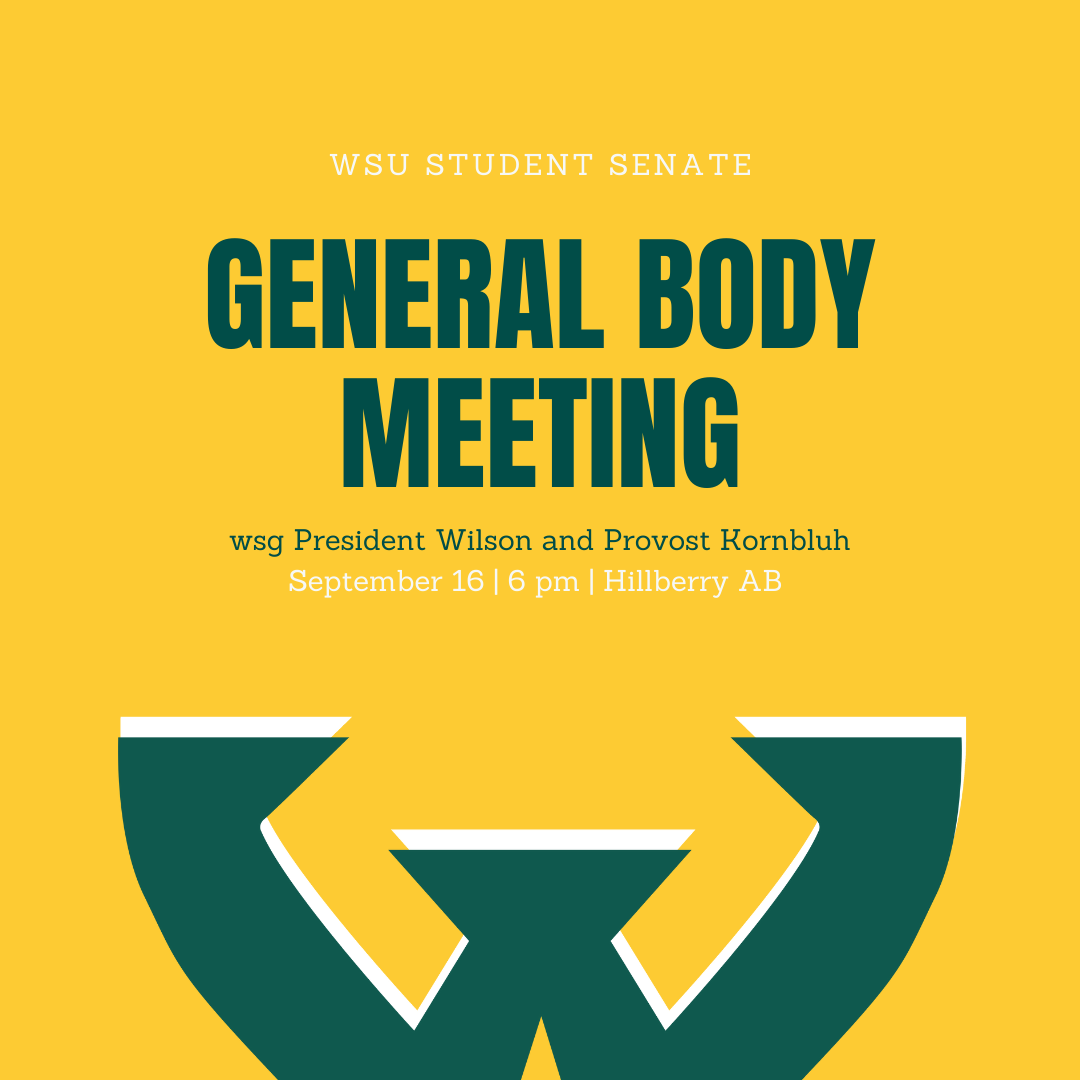 WSU STUDENT SENATE
GENERAL BODY
MEETING
wsg President Wilson and Provost Kornbluh
September 16 | 6 pm | Hillberry AB